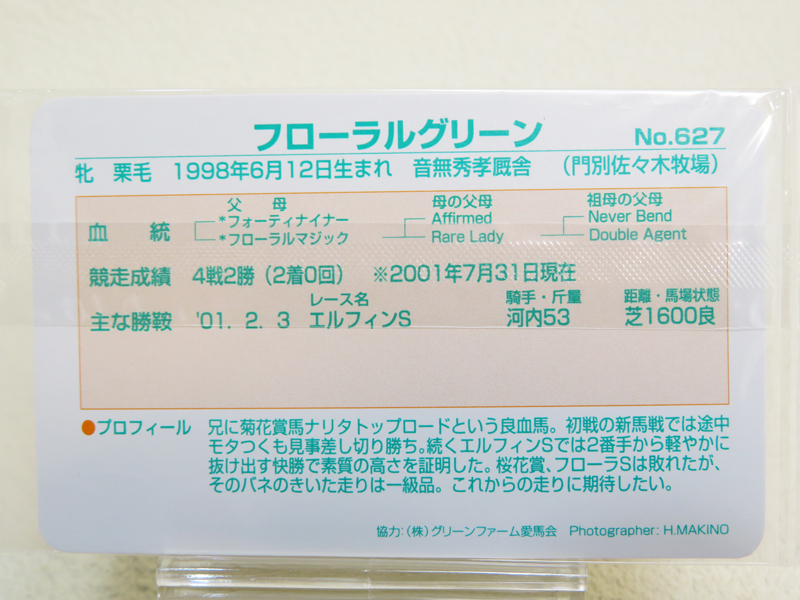 フローラルグリーン No.627
牝 栗毛 1998年6月12日生まれ 音無秀孝厩舎 (門別佐々木牧場)
父 母 母の父母 祖母の父母
*フォーティナイナー Affirmed Never Bend
血 統 *フローラルマジック Rare Lady Double Agent
競走成績 4戦2勝(2着0回) ※2001年7月31日現在
レース名 騎手・斤量 距離・馬場状態
主な勝鞍 '01. 2. 3 エルフィンS 河内53 芝1600良
●プロフィール 兄に菊花賞馬ナリタトップロードという良血馬。初戦の新馬戦では途中
モタつくも見事差し切り勝ち。続くエルフィンSでは2番手から軽やかに
抜け出す快勝で素質の高さを証明した。桜花賞、フローラSは敗れたが、
そのバネのきいた走りは一級品。これからの走りに期待したい。
協力:(株)グリーンファーム愛馬会 Photographer: H.MAKINO